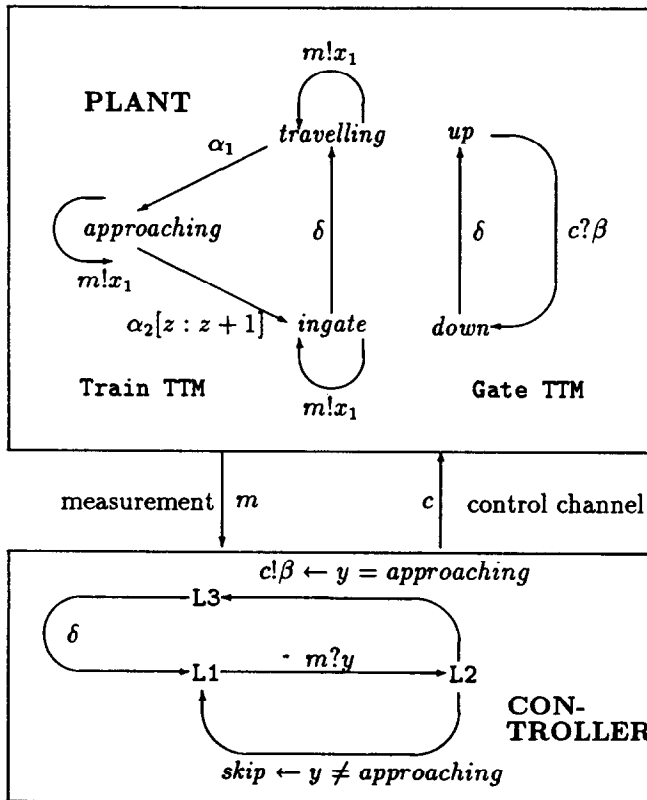 m!x₁
PLANT
travelling
up
α₁
approaching
δ
δ
c?β
m!x₁
α₂[z : z + 1]
ingate
down
Train TTM
m!x₁
Gate TTM
measurement
m
c
control channel
c!β ← y = approaching
L3
δ
L1
m?y
L2
CON-
TROLLER
skip ← y ≠ approaching